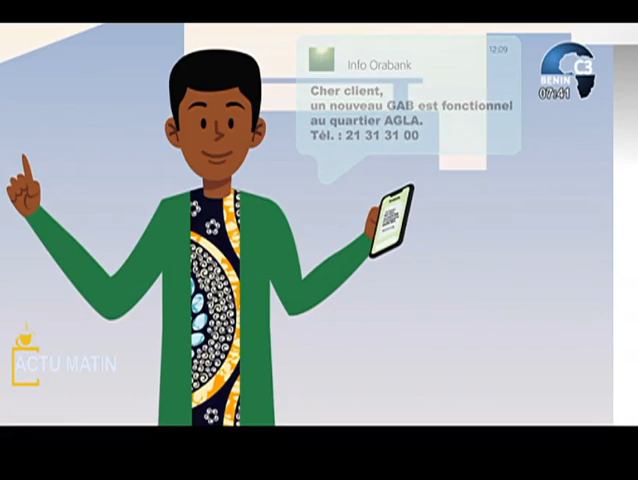 12:09
Info Orabank
Cher client,
un nouveau GAB est fonctionnel
au quartier AGLA.
Tél. : 21 31 31 00
C3
BENIN
07:41
ACTU MATIN